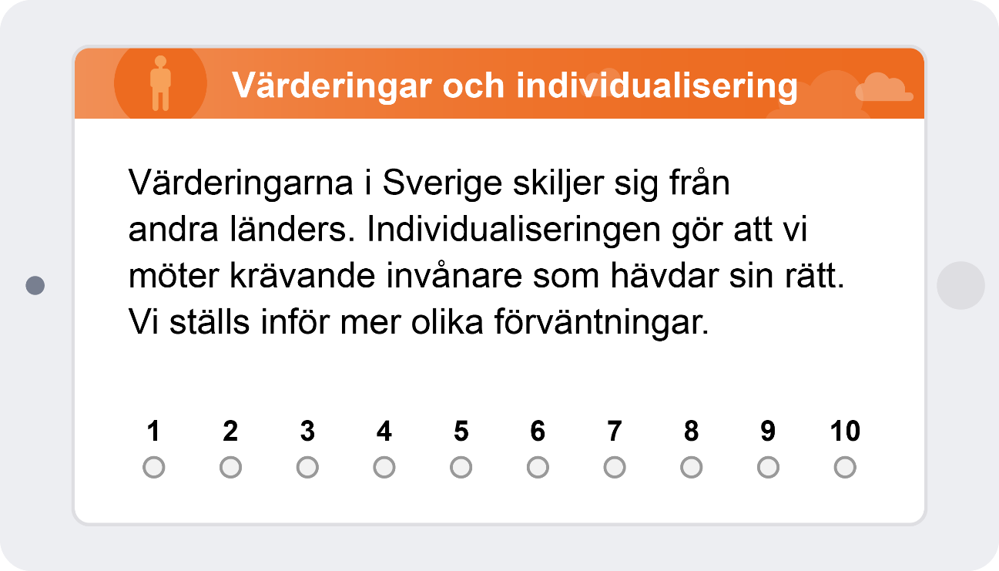 Värderingar och individualisering
Värderingarna i Sverige skiljer sig från
andra länders. Individualiseringen gör att vi
möter krävande invånare som hävdar sin rätt.
Vi ställs inför mer olika förväntningar.
1 2 3 4 5 6 7 8 9 10